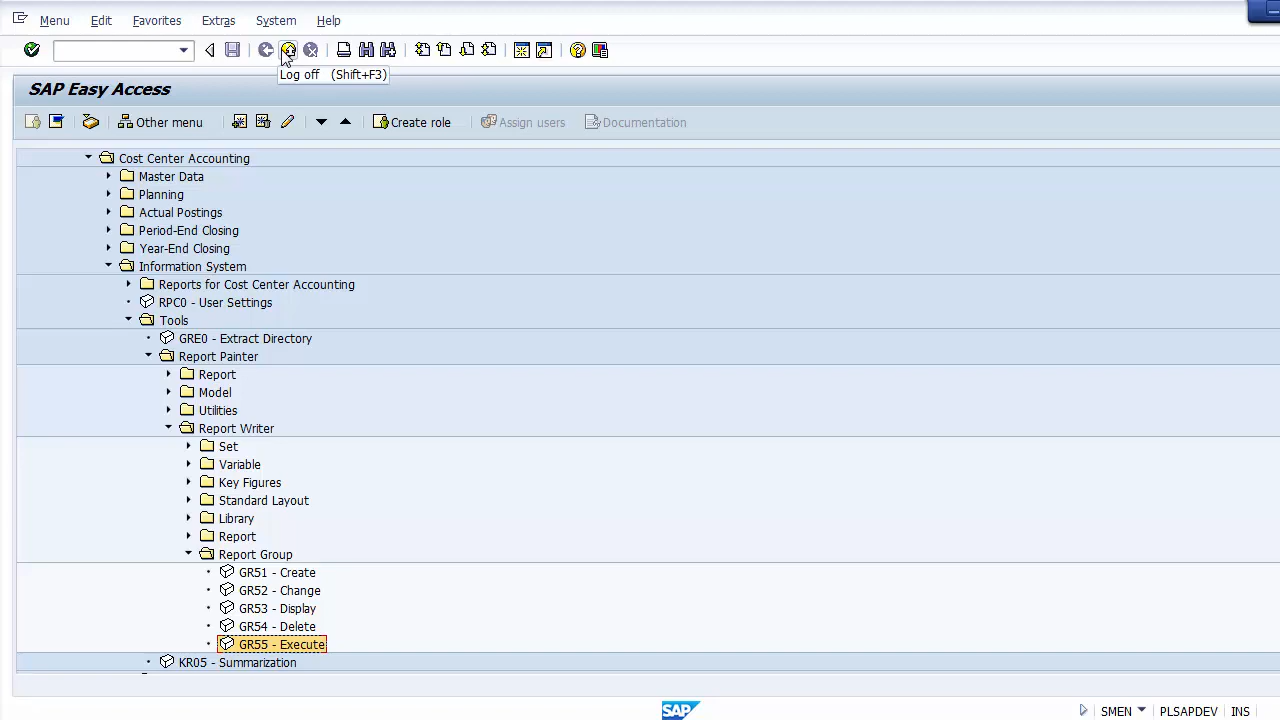 Menu Edit Favorites Extras System Help
Log off (Shift+F3)
SAP Easy Access
Other menu Create role Assign users Documentation
Cost Center Accounting
Master Data
Planning
Actual Postings
Period-End Closing
Year-End Closing
Information System
Reports for Cost Center Accounting
RPC0 - User Settings
Tools
GRE0 - Extract Directory
Report Painter
Report
Model
Utilities
Report Writer
Set
Variable
Key Figures
Standard Layout
Library
Report
Report Group
GR51 - Create
GR52 - Change
GR53 - Display
GR54 - Delete
GR55 - Execute
KR05 - Summarization
SAP SMEN PLSAPDEV INS